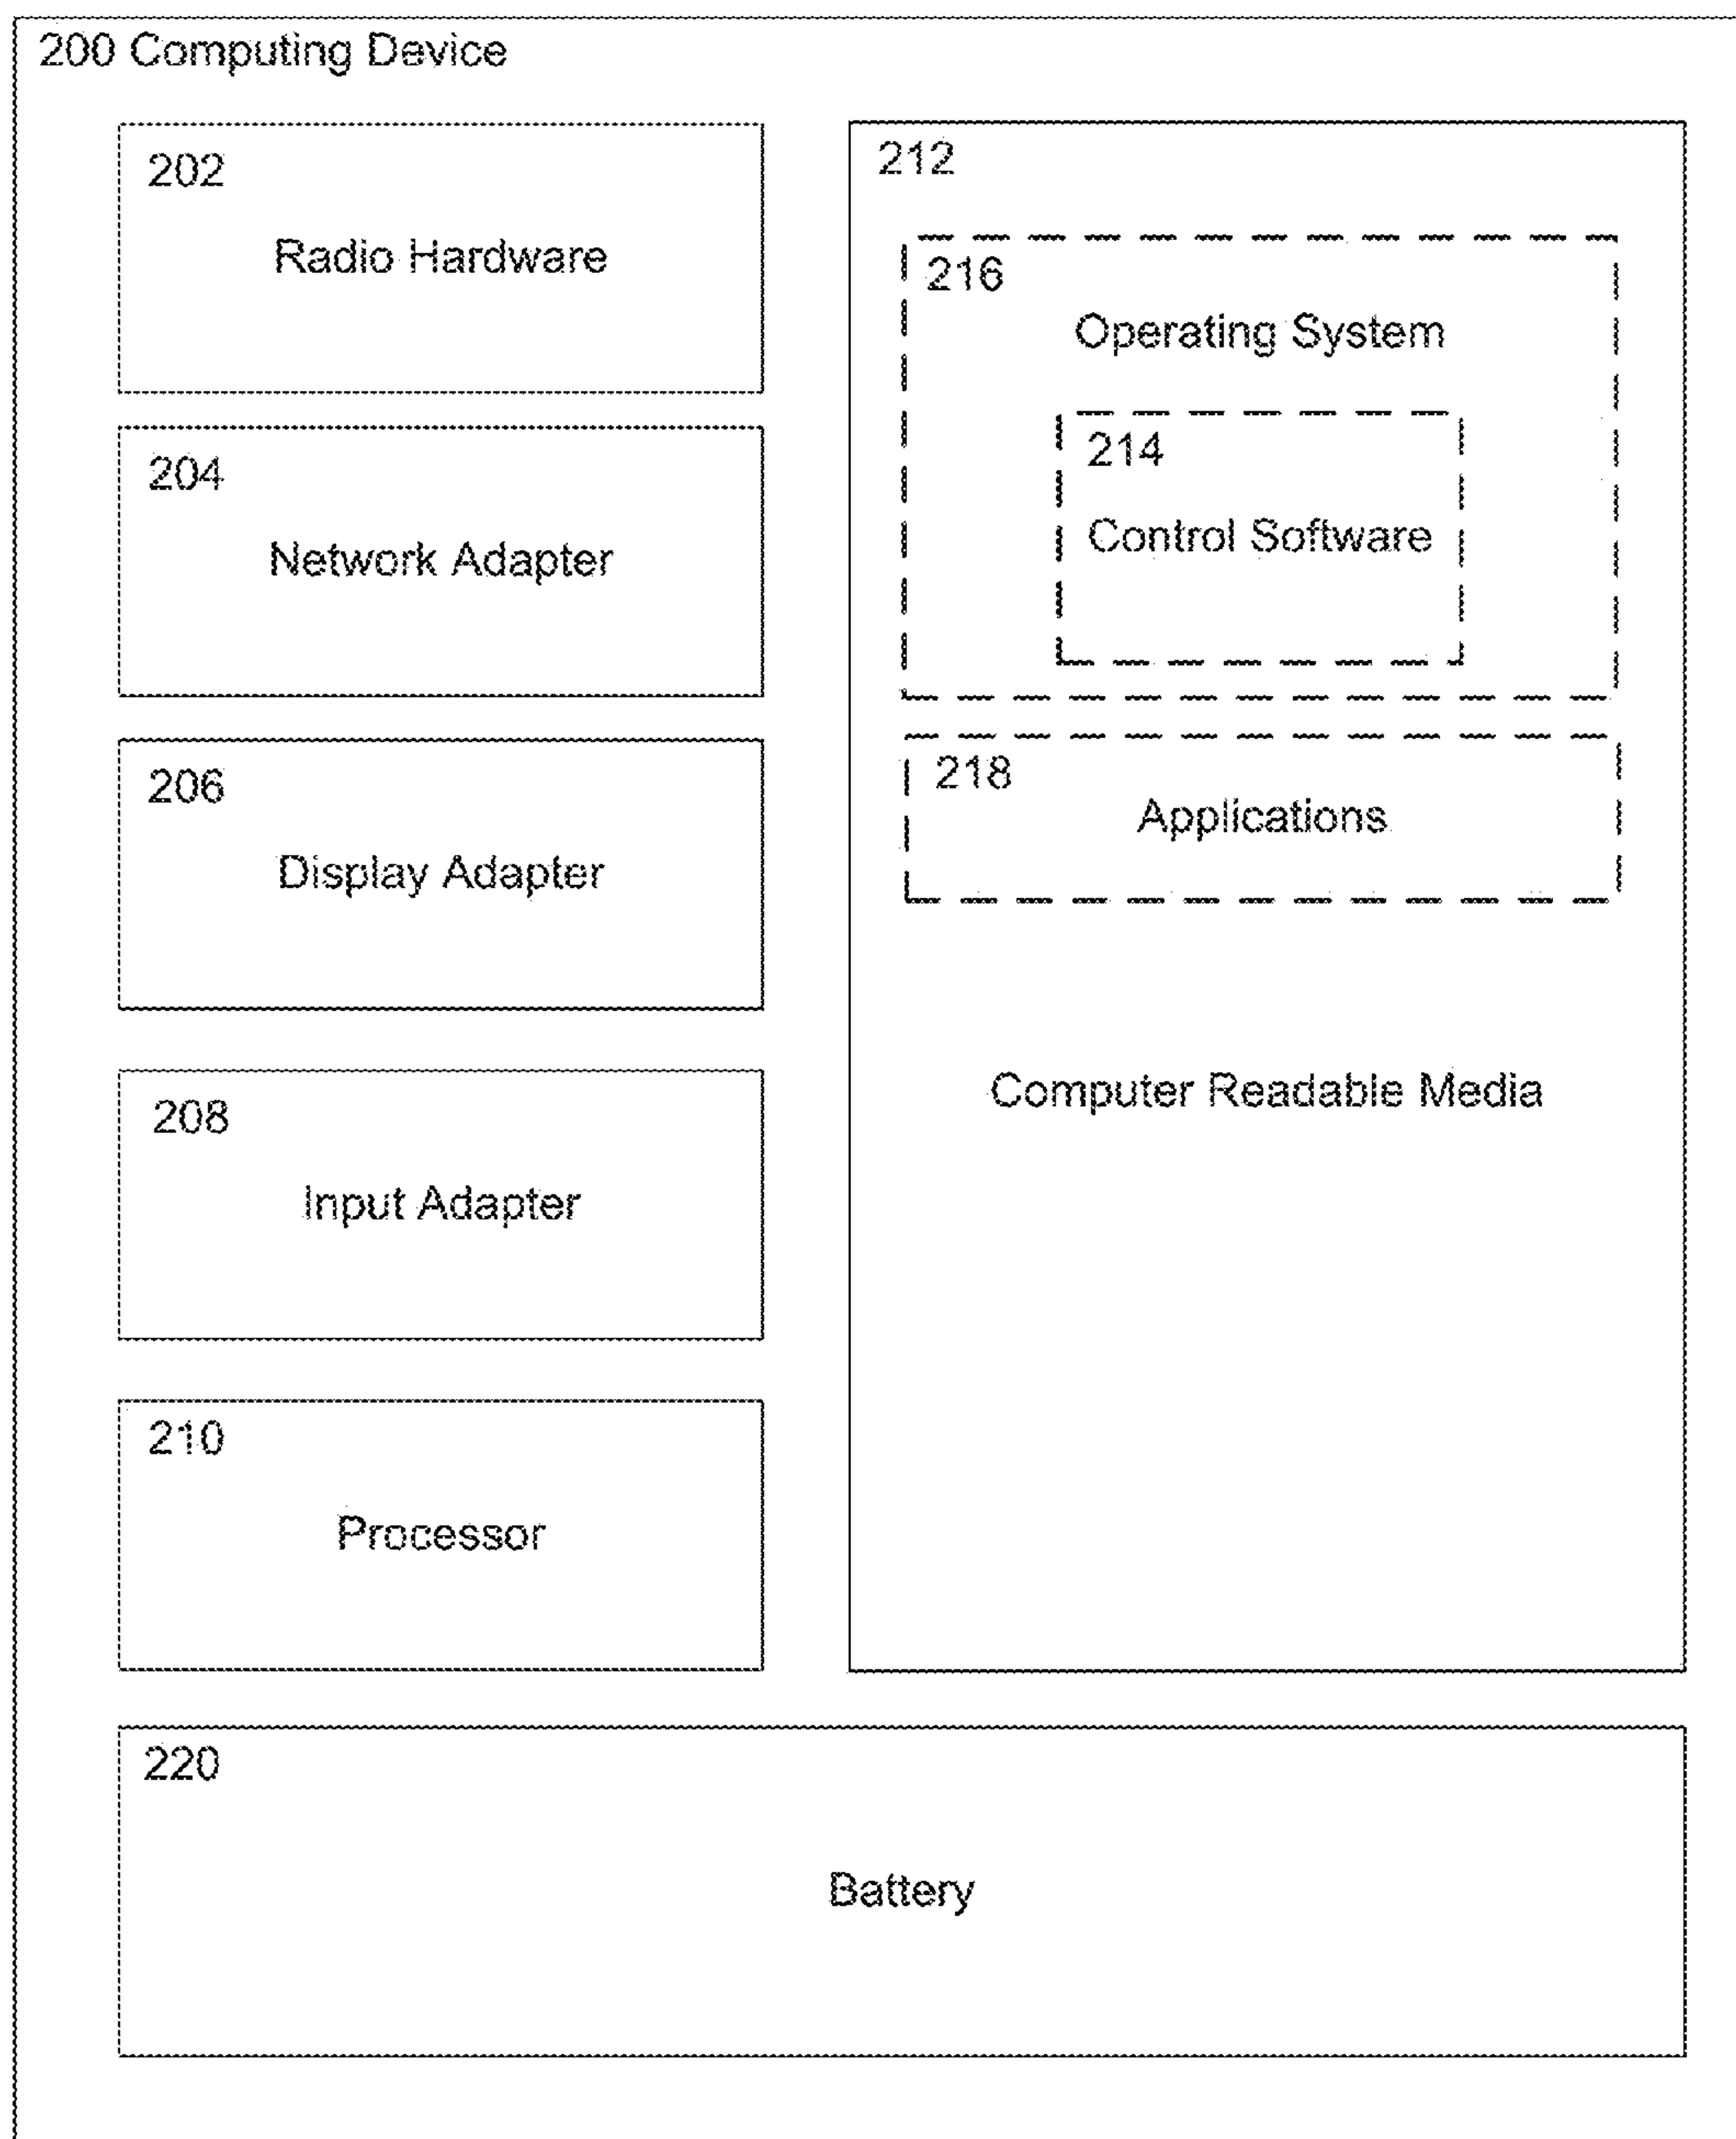 200 Computing Device
202
Radio Hardware
204
Network Adapter
206
Display Adapter
208
Input Adapter
210
Processor
212
216
Operating System
214
Control Software
218
Applications
Computer Readable Media
220
Battery